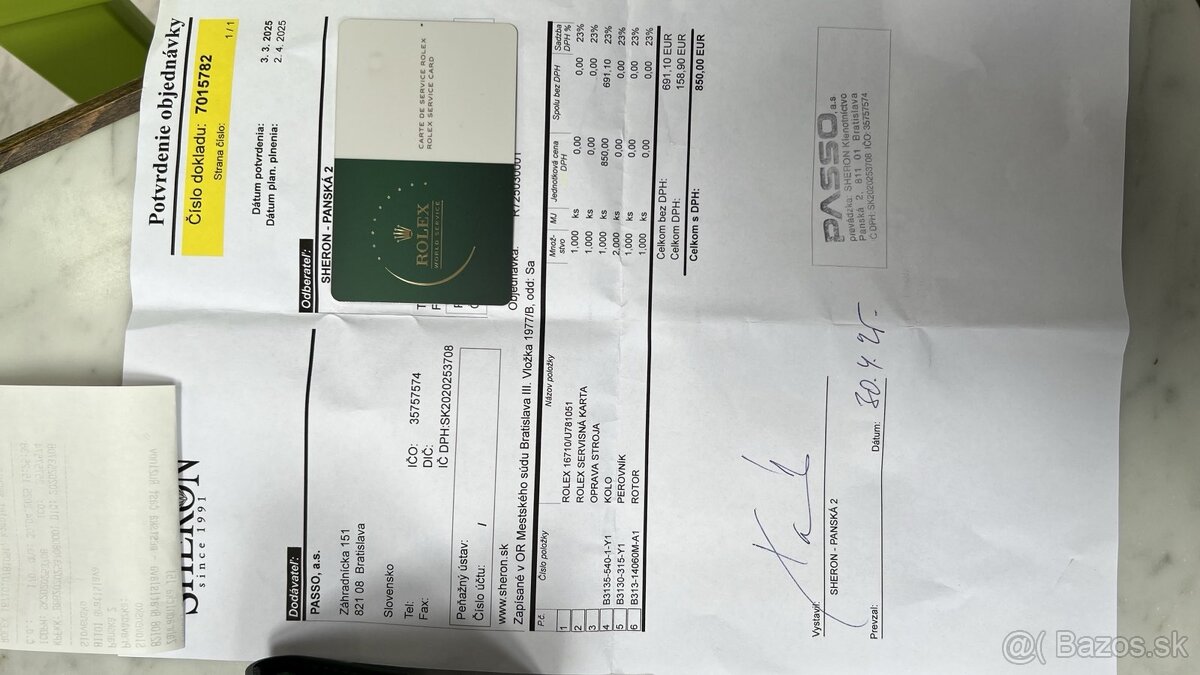 Potvrdenie objednávky
Číslo dokladu: 7015782
Strana číslo: 1 / 1
Dátum potvrdenia: 3. 3. 2025
Dátum plan. plnenia: 2. 4. 2025
SHERON
since 1991
Dodávateľ:
PASSO, a.s.
Záhradnícka 151
821 08 Bratislava
Slovensko
Tel:
Fax:
IČO: 35757574
DIČ:
IČ DPH:SK2020253708
Peňažný ústav:
Číslo účtu: /
www.sheron.sk
Zapísané v OR Mestského súdu Bratislava III. Vložka 1977/B, odd: Sa
Odberateľ:
SHERON - PANSKÁ 2
CARTE DE SERVICE ROLEX
ROLEX SERVICE CARD
ROLEX
WORLD SERVICE
Objednávka:
P.č. Číslo položky Názov položky Množ-stvo MJ Jednotková cena DPH Spolu bez DPH Sadzba DPH %
1 ROLEX 16710/U781051 1,000 ks 0,00 0,00 23%
2 ROLEX SERVISNÁ KARTA 1,000 ks 0,00 0,00 23%
3 OPRAVA STROJA 1,000 ks 850,00 691,10 23%
4 B3135-540-1-Y1 KOLO 2,000 ks 0,00 0,00 23%
5 B3130-315-Y1 PEROVNÍK 1,000 ks 0,00 0,00 23%
6 B313-14060M-A1 ROTOR 1,000 ks 0,00 0,00 23%
Celkom bez DPH: 691,10 EUR
Celkom DPH: 158,90 EUR
Celkom s DPH: 850,00 EUR
PASSO a.s
prevádzka: SHERON Klenotníctvo
Panská 2, 811 01 Bratislava
Č DPH: SK2020253708 IČO: 35757574
Vystavil:
SHERON - PANSKÁ 2
Prevzal:
Dátum: 30. 4. 25
@( Bazos.sk